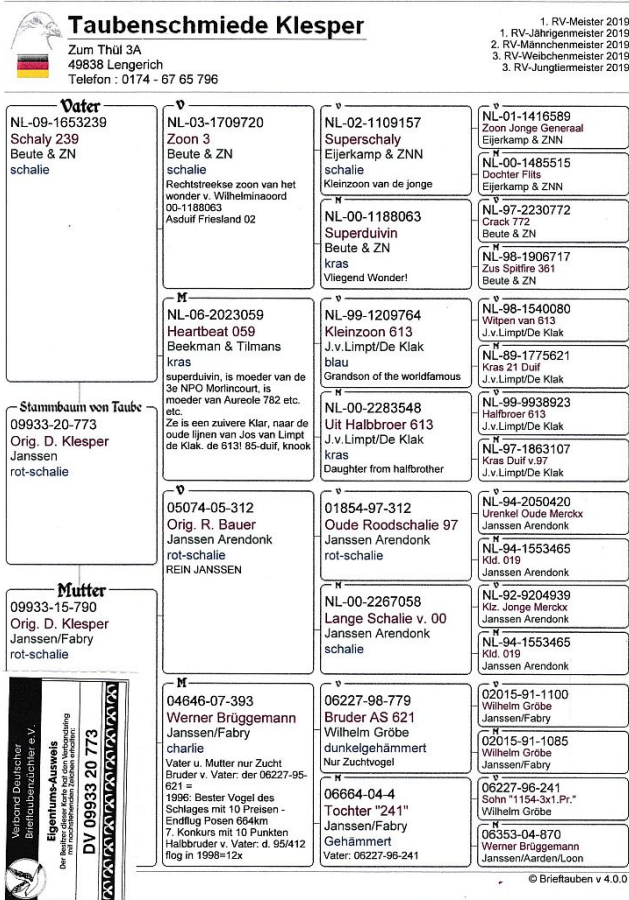 Taubenschmiede Klesper
Zum Thül 3A
49838 Lengerich
Telefon : 0174 - 67 65 796
1. RV-Meister 2019
1. RV-Jährigenmeister 2019
2. RV-Männchenmeister 2019
3. RV-Weibchenmeister 2019
3. RV-Jungtiermeister 2019
Vater
NL-09-1653239
Schaly 239
Beute & ZN
schalie
Stammbaum von Taube
09933-20-773
Orig. D. Klesper
Janssen
rot-schalie
Mutter
09933-15-790
Orig. D. Klesper
Janssen/Fabry
rot-schalie
V
NL-03-1709720
Zoon 3
Beute & ZN
schalie
Rechtstreekse zoon van het
wonder v. Wilhelminaoord
00-1188063
Asduif Friesland 02
M
NL-06-2023059
Heartbeat 059
Beekman & Tilmans
kras
superduivin, is moeder van de
3e NPO Morlincourt, is
moeder van Aureole 782 etc.
etc.
Ze is een zuivere Klar, naar de
oude lijnen van Jos van Limpt
de Klak. de 613! 85-duif, knook
V
05074-05-312
Orig. R. Bauer
Janssen Arendonk
rot-schalie
REIN JANSSEN
M
04646-07-393
Werner Brüggemann
Janssen/Fabry
charlie
Vater u. Mutter nur Zucht
Bruder v. Vater: der 06227-95-
621 =
1996: Bester Vogel des
Schlages mit 10 Preisen -
Endflug Posen 664km
7. Konkurs mit 10 Punkten
Halbbruder v. Vater: d. 95/412
flog in 1998=12x
V
NL-02-1109157
Superschaly
Eijerkamp & ZNN
schalie
Kleinzoon van de jonge
M
NL-00-1188063
Superduivin
Beute & ZN
kras
Vliegend Wonder!
V
NL-99-1209764
Kleinzoon 613
J.v.Limpt/De Klak
blau
Grandson of the worldfamous
M
NL-00-2283548
Uit Halbbroer 613
J.v.Limpt/De Klak
kras
Daughter from halfbrother
V
01854-97-312
Oude Roodschalie 97
Janssen Arendonk
rot-schalie
M
NL-00-2267058
Lange Schalie v. 00
Janssen Arendonk
schalie
V
06227-98-779
Bruder AS 621
Wilhelm Gröbe
dunkelgehämmert
Nur Zuchtvogel
M
06664-04-4
Tochter "241"
Janssen/Fabry
Gehämmert
Vater: 06227-96-241
V
NL-01-1416589
Zoon Jonge Generaal
Eijerkamp & ZNN
M
NL-00-1485515
Dochter Flits
Eijerkamp & ZNN
V
NL-97-2230772
Crack 772
Beute & ZN
M
NL-98-1906717
Zus Spitfire 361
Beute & ZN
V
NL-98-1540080
Witpen van 613
J.v.Limpt/De Klak
M
NL-89-1775621
Kras 21 Duif
J.v.Limpt/De Klak
V
NL-99-9938923
Halfbroer 613
J.v.Limpt/De Klak
M
NL-97-1863107
Kras Duif v.97
J.v.Limpt/De Klak
V
NL-94-2050420
Urenkel Oude Merckx
Janssen Arendonk
M
NL-94-1553465
Kld. 019
Janssen Arendonk
V
NL-92-9204939
Klz. Jonge Merckx
Janssen Arendonk
M
NL-94-1553465
Kld. 019
Janssen Arendonk
V
02015-91-1100
Wilhelm Gröbe
Janssen/Fabry
M
02015-91-1085
Wilhelm Gröbe
Janssen/Fabry
V
06227-96-241
Sohn "1154-3x1.Pr."
Wilhelm Gröbe
M
06353-04-870
Werner Brüggemann
Janssen/Aarden/Loon
Verband Deutscher
Brieftaubenzüchter e.V.
Eigentums-Ausweis
Der Besitzer dieser Karte hat den Verbandsring
mit nachstehenden Zeichen erhalten:
DV 09933 20 773
© Brieftauben v 4.0.0